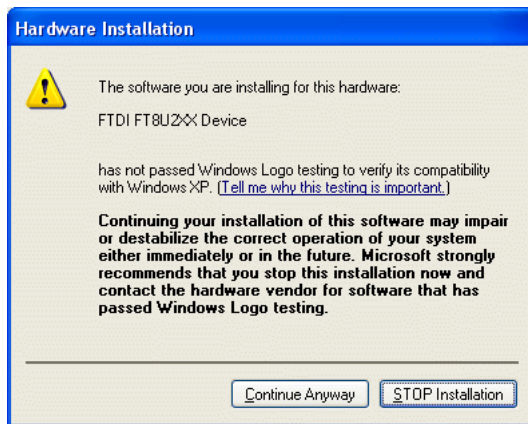 Hardware Installation
The software you are installing for this hardware:
FTDI FT8U2XX Device
has not passed Windows Logo testing to verify its compatibility
with Windows XP. (Tell me why this testing is important.)
Continuing your installation of this software may impair
or destabilize the correct operation of your system
either immediately or in the future. Microsoft strongly
recommends that you stop this installation now and
contact the hardware vendor for software that has
passed Windows Logo testing.
Continue Anyway
STOP Installation